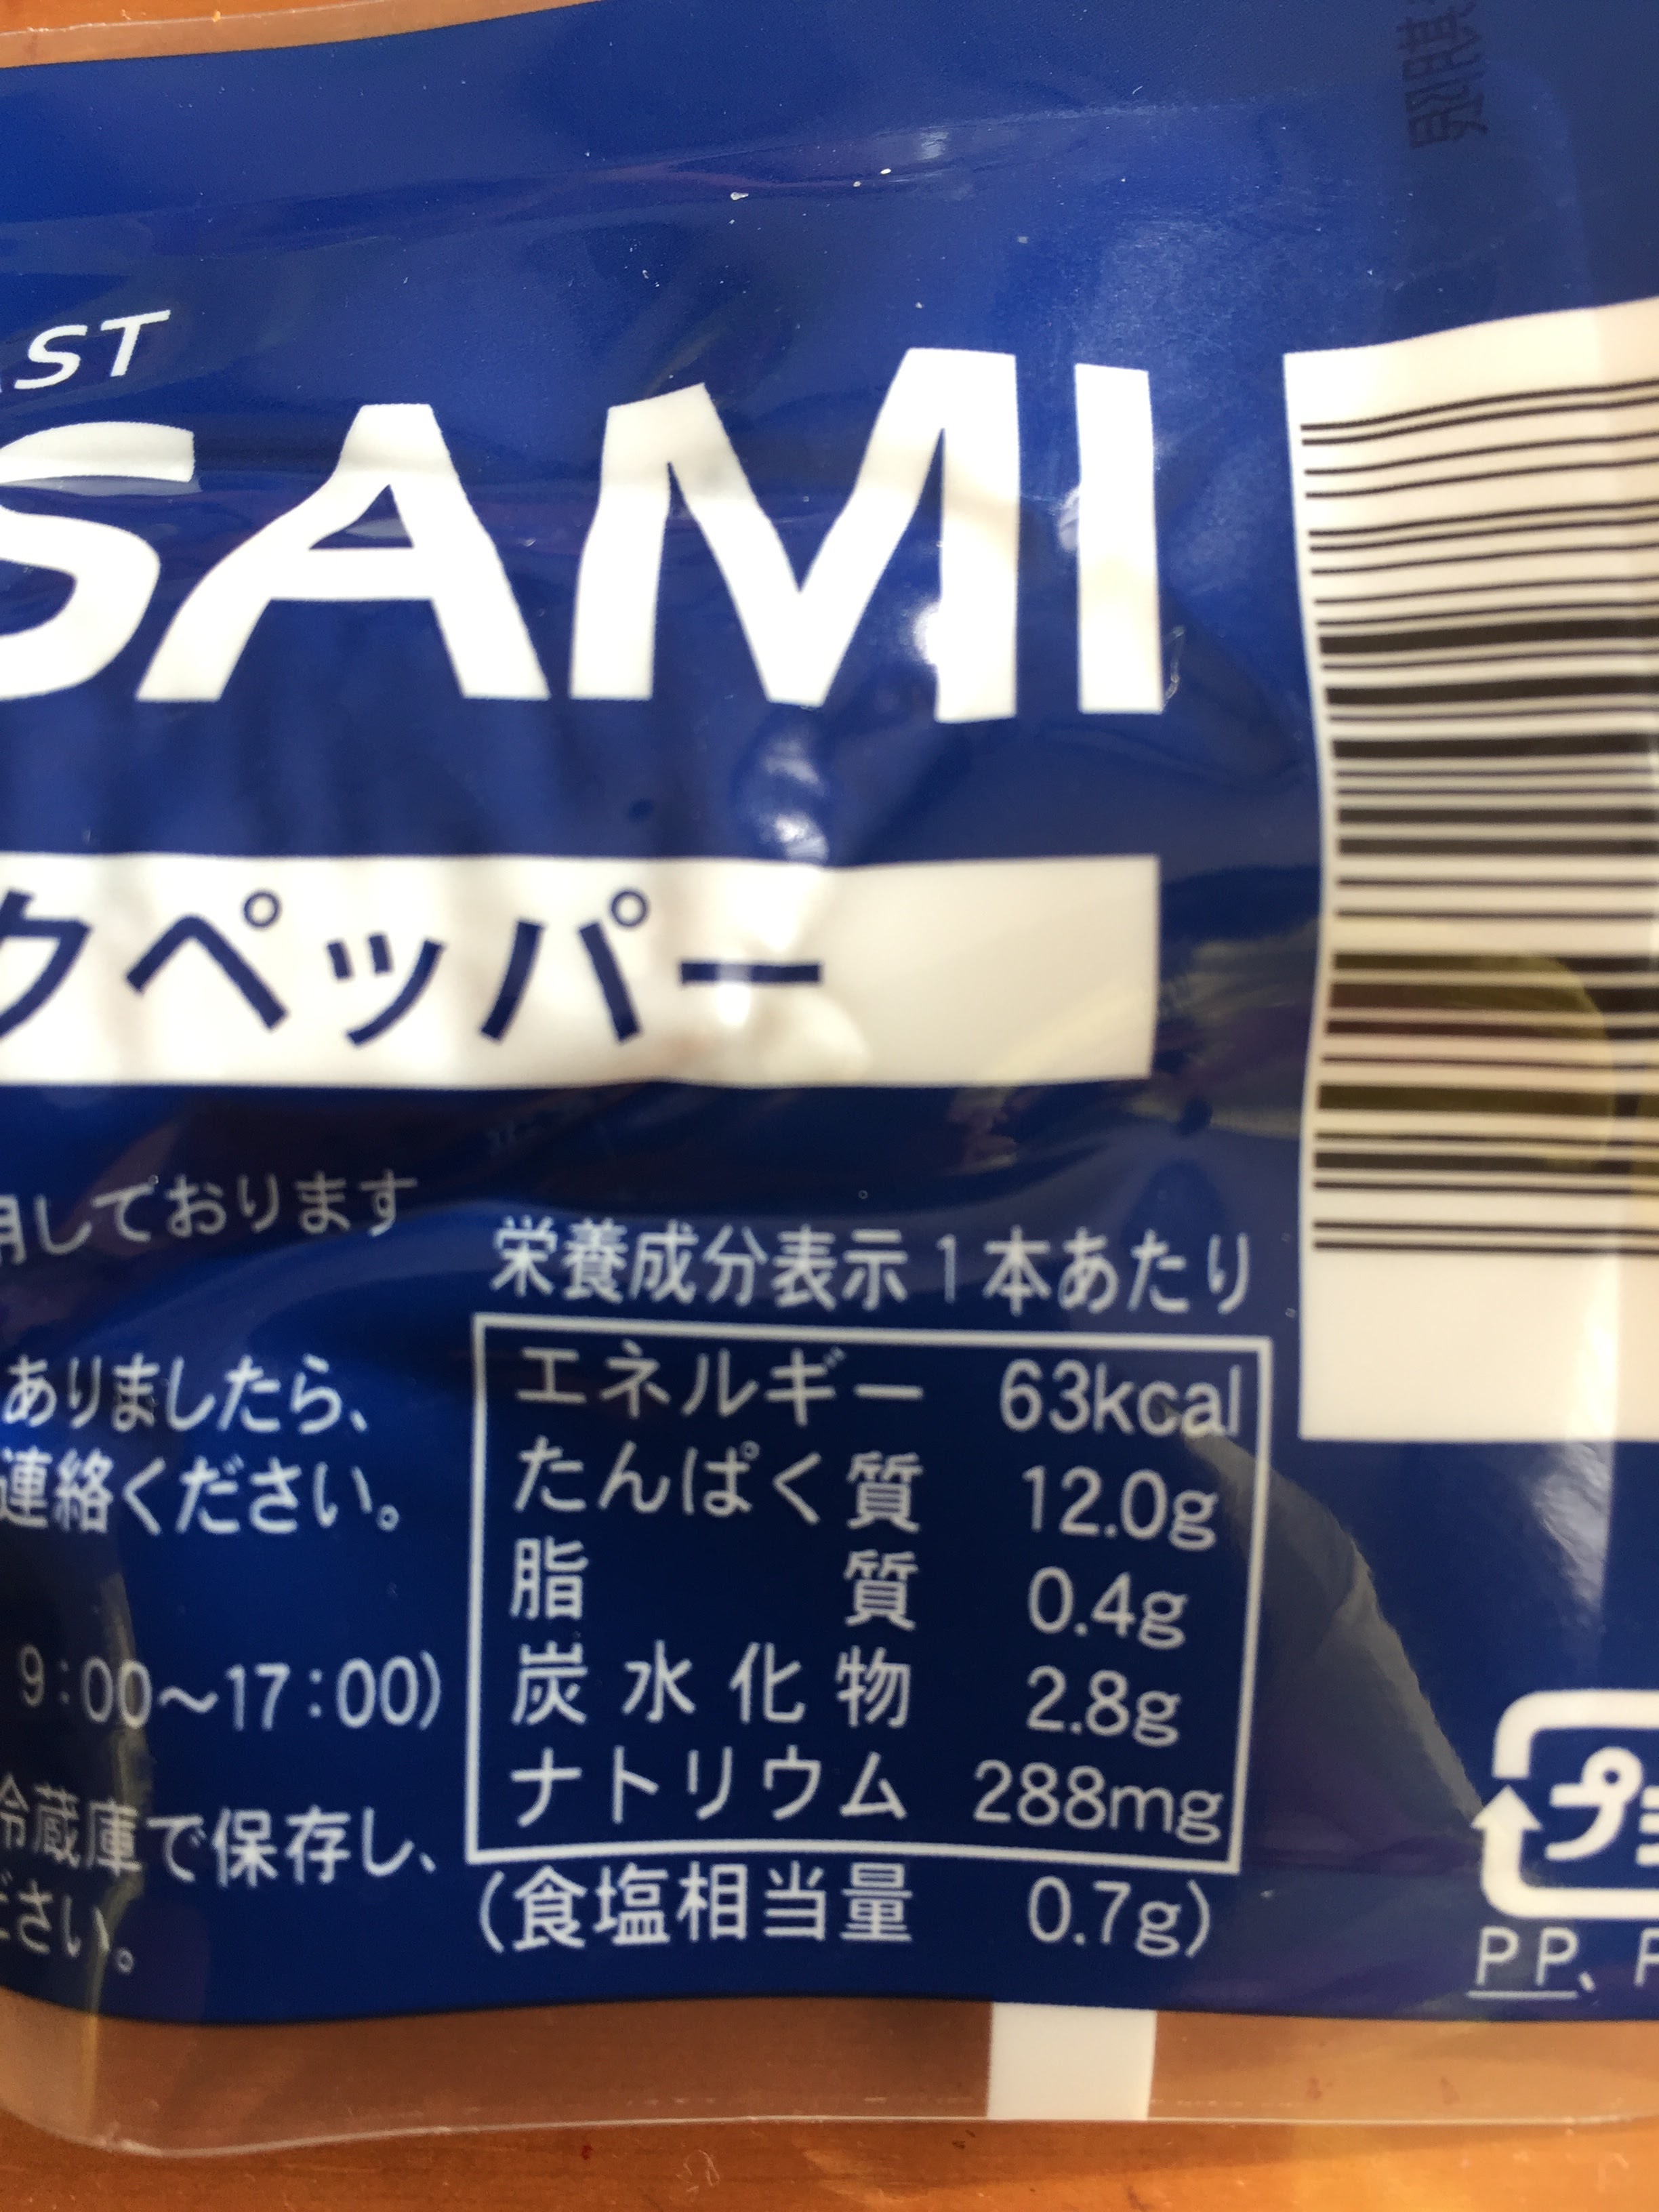 ST
SAMI
クペッパー
用しております
栄養成分表示 1本あたり
エネルギー 63kcal
たんぱく質 12.0g
脂質 0.4g
炭水化物 2.8g
ナトリウム 288mg
(食塩相当量 0.7g)
ありましたら、
連絡ください。
9:00〜17:00)
冷蔵庫で保存し、
ださい。
プラ
PP、P